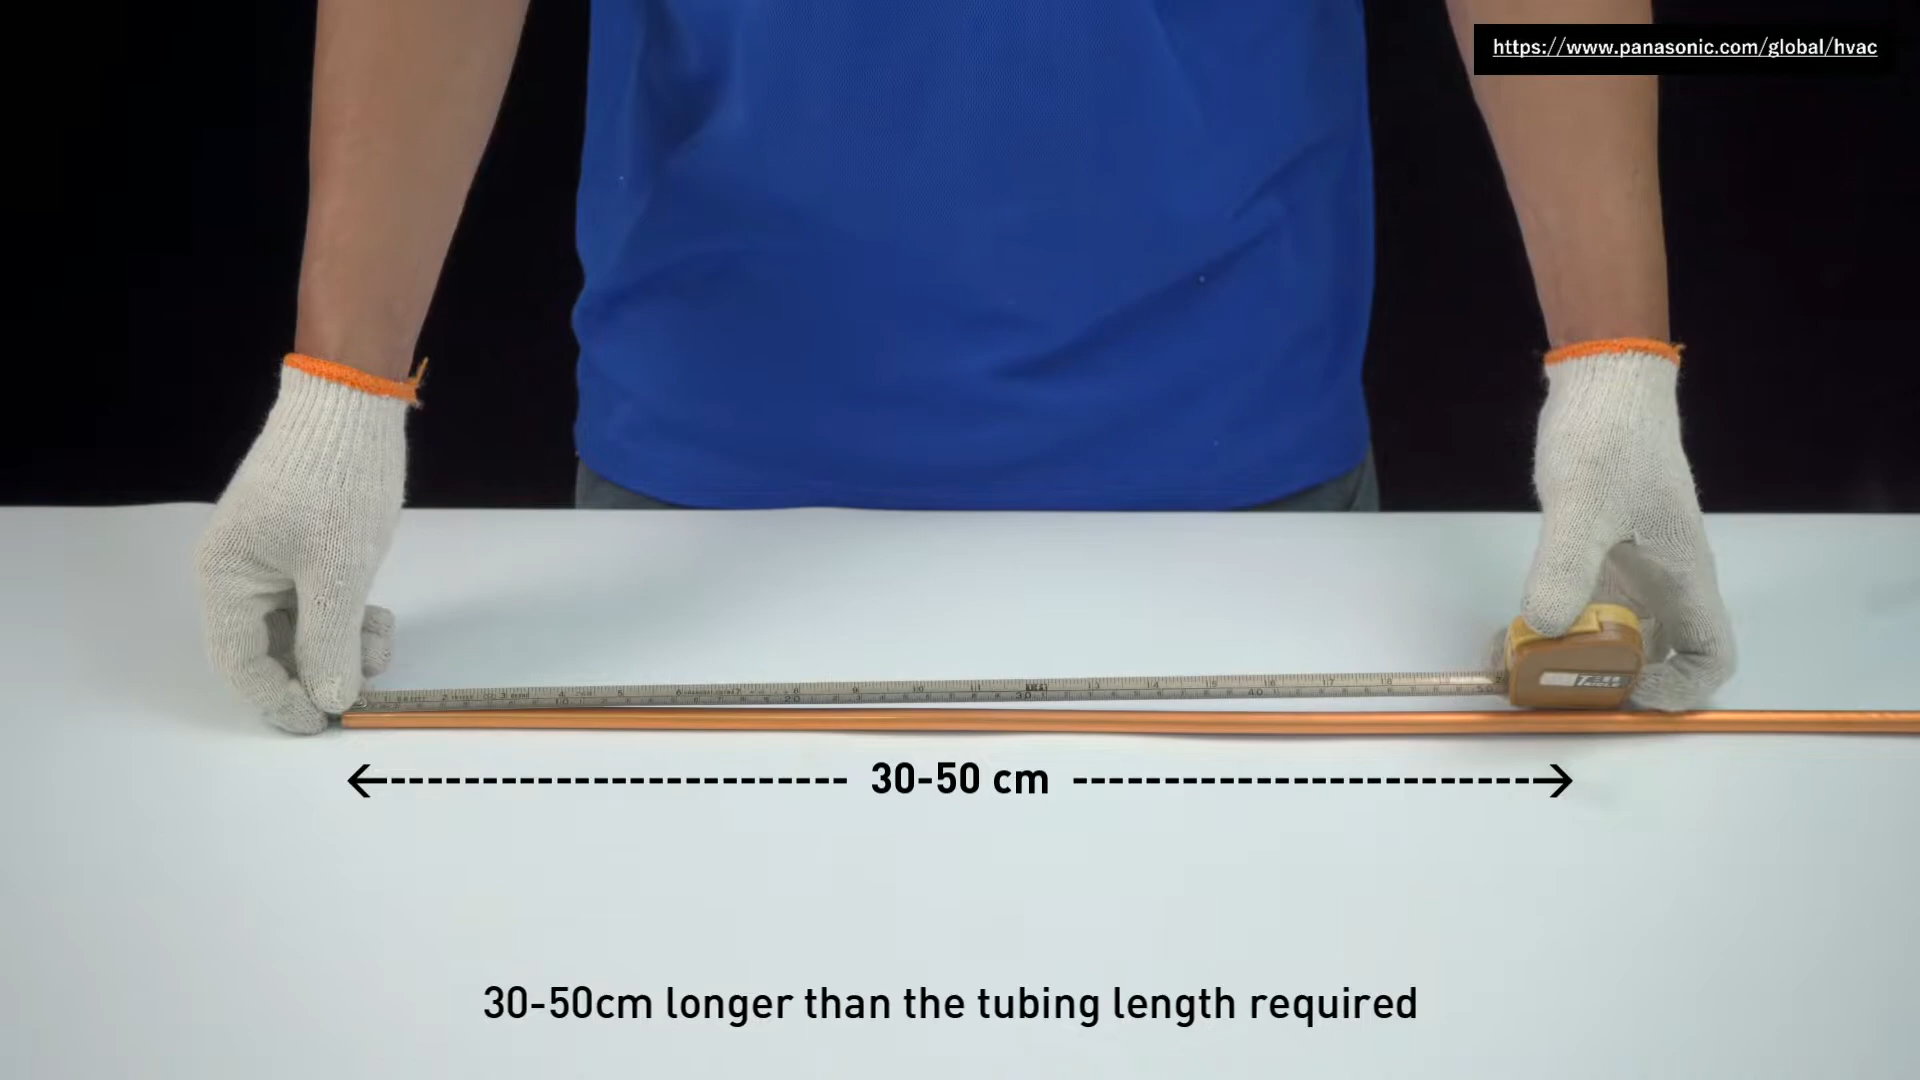 https://www.panasonic.com/global/hvac
30-50 cm
30-50cm longer than the tubing length required